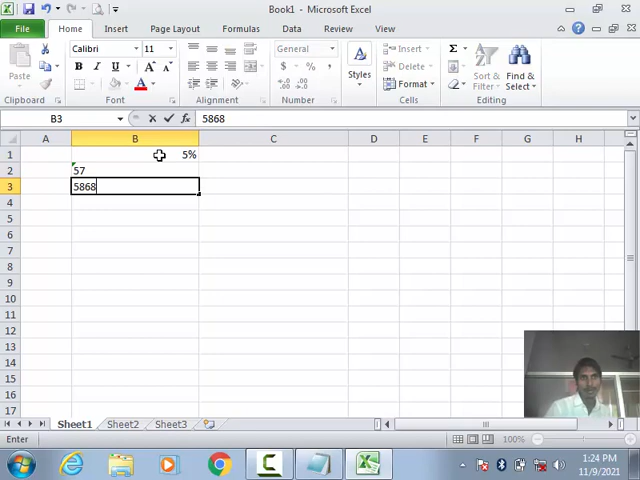 Book1 - Microsoft Excel
File Home Insert Page Layout Formulas Data Review View
Calibri 11 General Insert Σ
Paste B I U A A $ % , Styles Delete Sort & Filter Find & Select
Format
Clipboard Font Alignment Number Cells Editing
B3 fx 5868
A B C D E F G H
1 5%
2 57
3 5868
4
5
6
7
8
9
10
11
12
13
14
15
16
17
Sheet1 Sheet2 Sheet3
Enter 100%
1:24 PM
11/9/2021